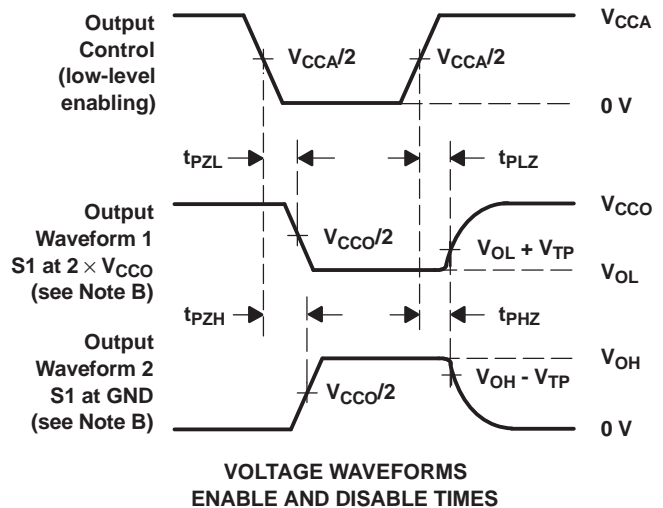 Output
Control
(low-level
enabling)
VCCA/2
VCCA/2
VCCA
0 V
tPZL
tPLZ
Output
Waveform 1
S1 at 2 × VCCO
(see Note B)
VCCO/2
VCCO
VOL + VTP
VOL
tPZH
tPHZ
Output
Waveform 2
S1 at GND
(see Note B)
VCCO/2
VOH
VOH - VTP
0 V
VOLTAGE WAVEFORMS
ENABLE AND DISABLE TIMES